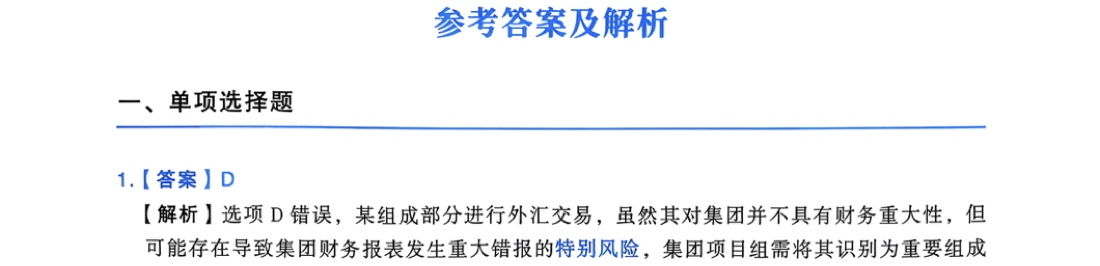 参考答案及解析
一、单项选择题
1.【答案】D
【解析】选项 D 错误，某组成部分进行外汇交易，虽然其对集团并不具有财务重大性，但
可能存在导致集团财务报表发生重大错报的特别风险，集团项目组需将其识别为重要组成